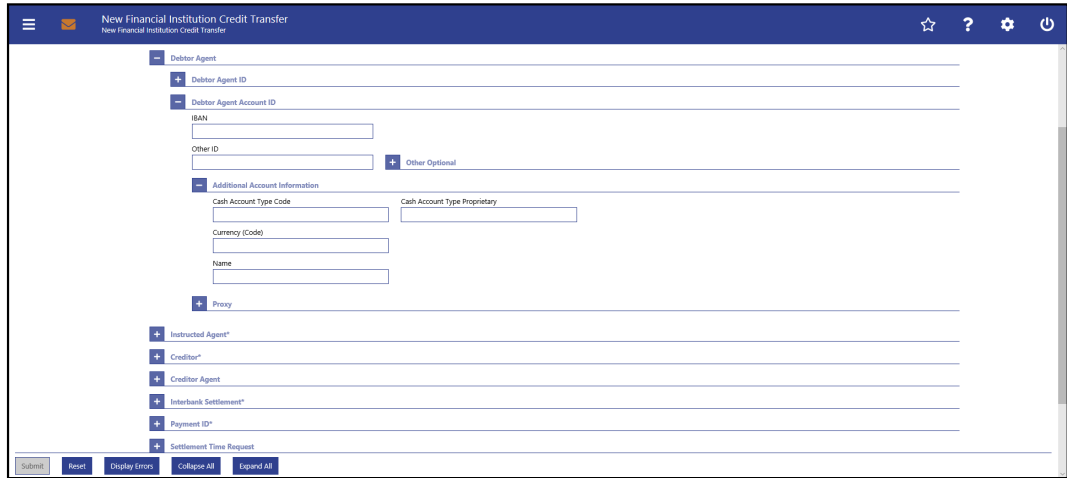 New Financial Institution Credit Transfer
New Financial Institution Credit Transfer
Debtor Agent
Debtor Agent ID
Debtor Agent Account ID
IBAN
Other ID
Other Optional
Additional Account Information
Cash Account Type Code Cash Account Type Proprietary
Currency (Code)
Name
Proxy
Instructed Agent*
Creditor*
Creditor Agent
Interbank Settlement*
Payment ID*
Settlement Time Request
Submit Reset Display Errors Collapse All Expand All